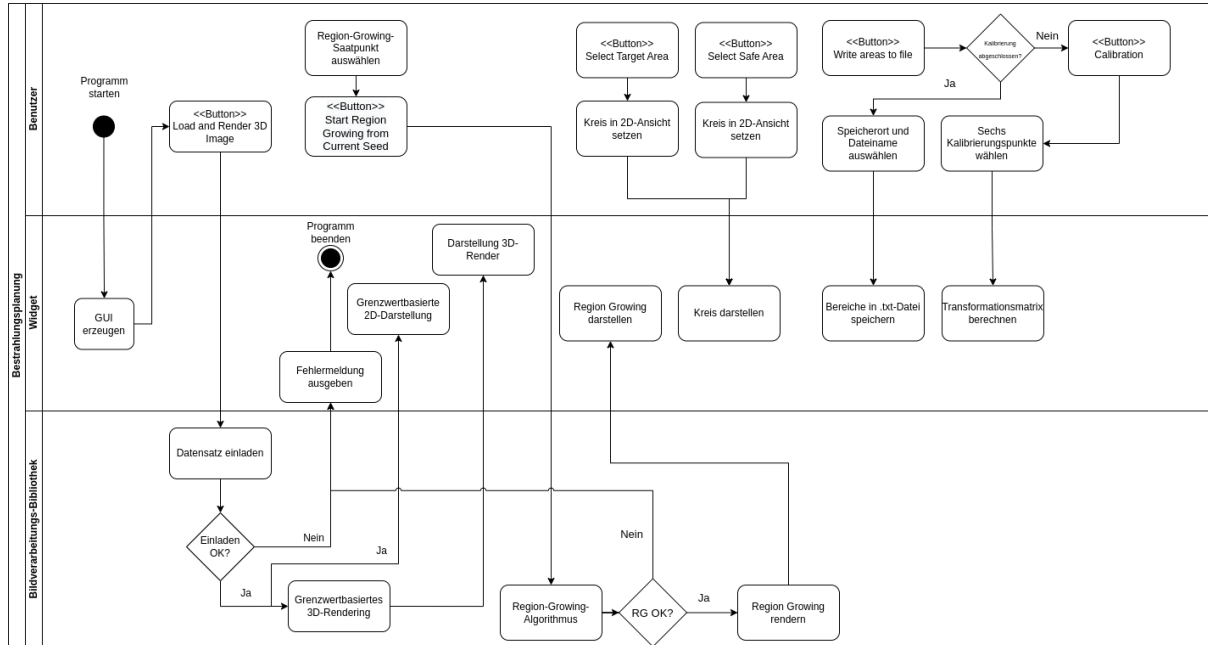 Bestrahlungsplanung
Benutzer
Programm
starten
<<Button>>
Load and Render 3D
Image
Region-Growing-
Saatpunkt
auswählen
<<Button>>
Start Region
Growing from
Current Seed
<<Button>>
Select Target Area
Kreis in 2D-Ansicht
setzen
<<Button>>
Select Safe Area
Kreis in 2D-Ansicht
setzen
<<Button>>
Write areas to file
Kalibrierung
abgeschlossen?
Nein
Ja
<<Button>>
Calibration
Speicherort und
Dateiname
auswählen
Sechs
Kalibrierungspunkte
wählen
Widget
GUI
erzeugen
Programm
beenden
Fehlermeldung
ausgeben
Grenzwertbasierte
2D-Darstellung
Darstellung 3D-
Render
Region Growing
darstellen
Kreis darstellen
Bereiche in .txt-Datei
speichern
Transformationsmatrix
berechnen
Bildverarbeitungs-Bibliothek
Datensatz einladen
Einladen
OK?
Nein
Ja
Ja
Grenzwertbasiertes
3D-Rendering
Region-Growing-
Algorithmus
RG OK?
Nein
Ja
Region Growing
rendern